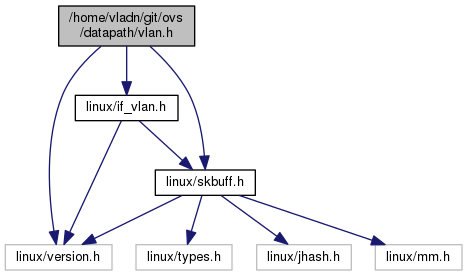 /home/vladn/git/ovs
/datapath/vlan.h
linux/if_vlan.h
linux/skbuff.h
linux/version.h
linux/types.h
linux/jhash.h
linux/mm.h